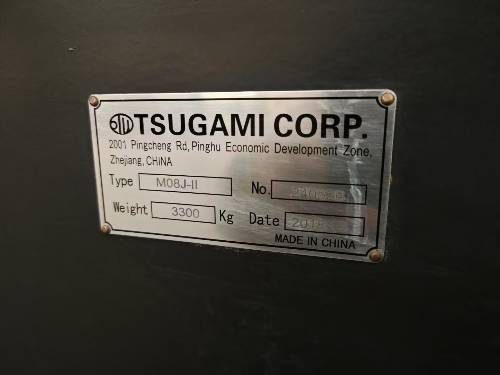 TSUGAMI CORP.
2001 Pingcheng Rd, Pinghu Economic Development Zone,
Zhejiang, CHINA
Type M08J-II No.
Weight 3300 Kg Date
MADE IN CHINA